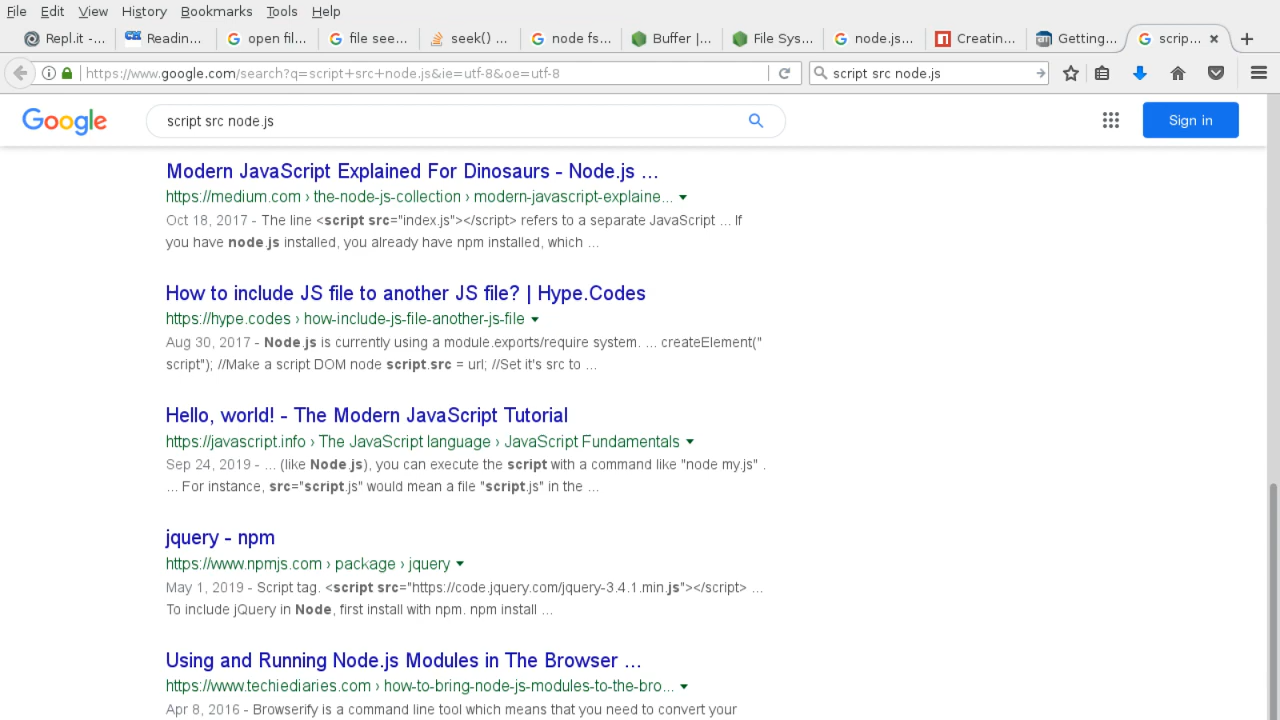 File Edit View History Bookmarks Tools Help
Repl.it -... Readin... open fil... file see... seek() ... node fs... Buffer |... File Sys... node.js... Creatin... Getting... scrip...
https://www.google.com/search?q=script+src+node.js&ie=utf-8&oe=utf-8 script src node.js
Google script src node.js Sign in
Modern JavaScript Explained For Dinosaurs - Node.js ...
https://medium.com › the-node-js-collection › modern-javascript-explaine...
Oct 18, 2017 - The line <script src="index.js"></script> refers to a separate JavaScript ... If
you have node.js installed, you already have npm installed, which ...
How to include JS file to another JS file? | Hype.Codes
https://hype.codes › how-include-js-file-another-js-file
Aug 30, 2017 - Node.js is currently using a module.exports/require system. ... createElement("
script"); //Make a script DOM node script.src = url; //Set it's src to ...
Hello, world! - The Modern JavaScript Tutorial
https://javascript.info › The JavaScript language › JavaScript Fundamentals
Sep 24, 2019 - ... (like Node.js), you can execute the script with a command like "node my.js" .
... For instance, src="script.js" would mean a file "script.js" in the ...
jquery - npm
https://www.npmjs.com › package › jquery
May 1, 2019 - Script tag. <script src="https://code.jquery.com/jquery-3.4.1.min.js"></script> ...
To include jQuery in Node, first install with npm. npm install ...
Using and Running Node.js Modules in The Browser ...
https://www.techiediaries.com › how-to-bring-node-js-modules-to-the-bro...
Apr 8, 2016 - Browserify is a command line tool which means that you need to convert your